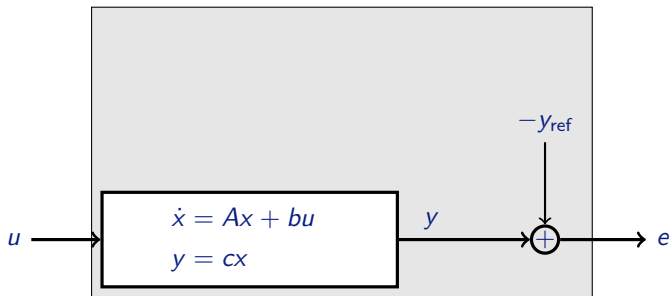 −y_ref
ẋ = Ax + bu
u
y
+
e
y = cx